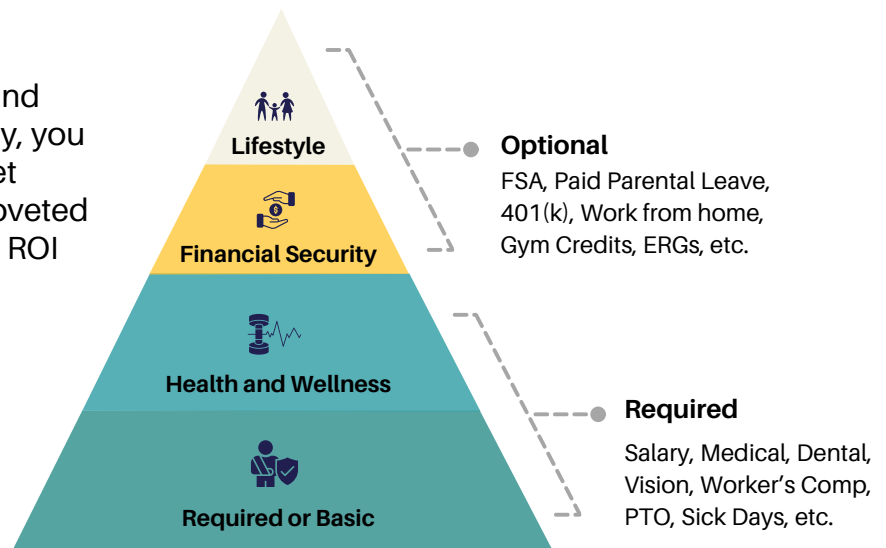 nd
y, you
et
oveted
ROI
Lifestyle
Financial Security
Health and Wellness
Required or Basic
Optional
FSA, Paid Parental Leave,
401(k), Work from home,
Gym Credits, ERGs, etc.
Required
Salary, Medical, Dental,
Vision, Worker's Comp,
PTO, Sick Days, etc.